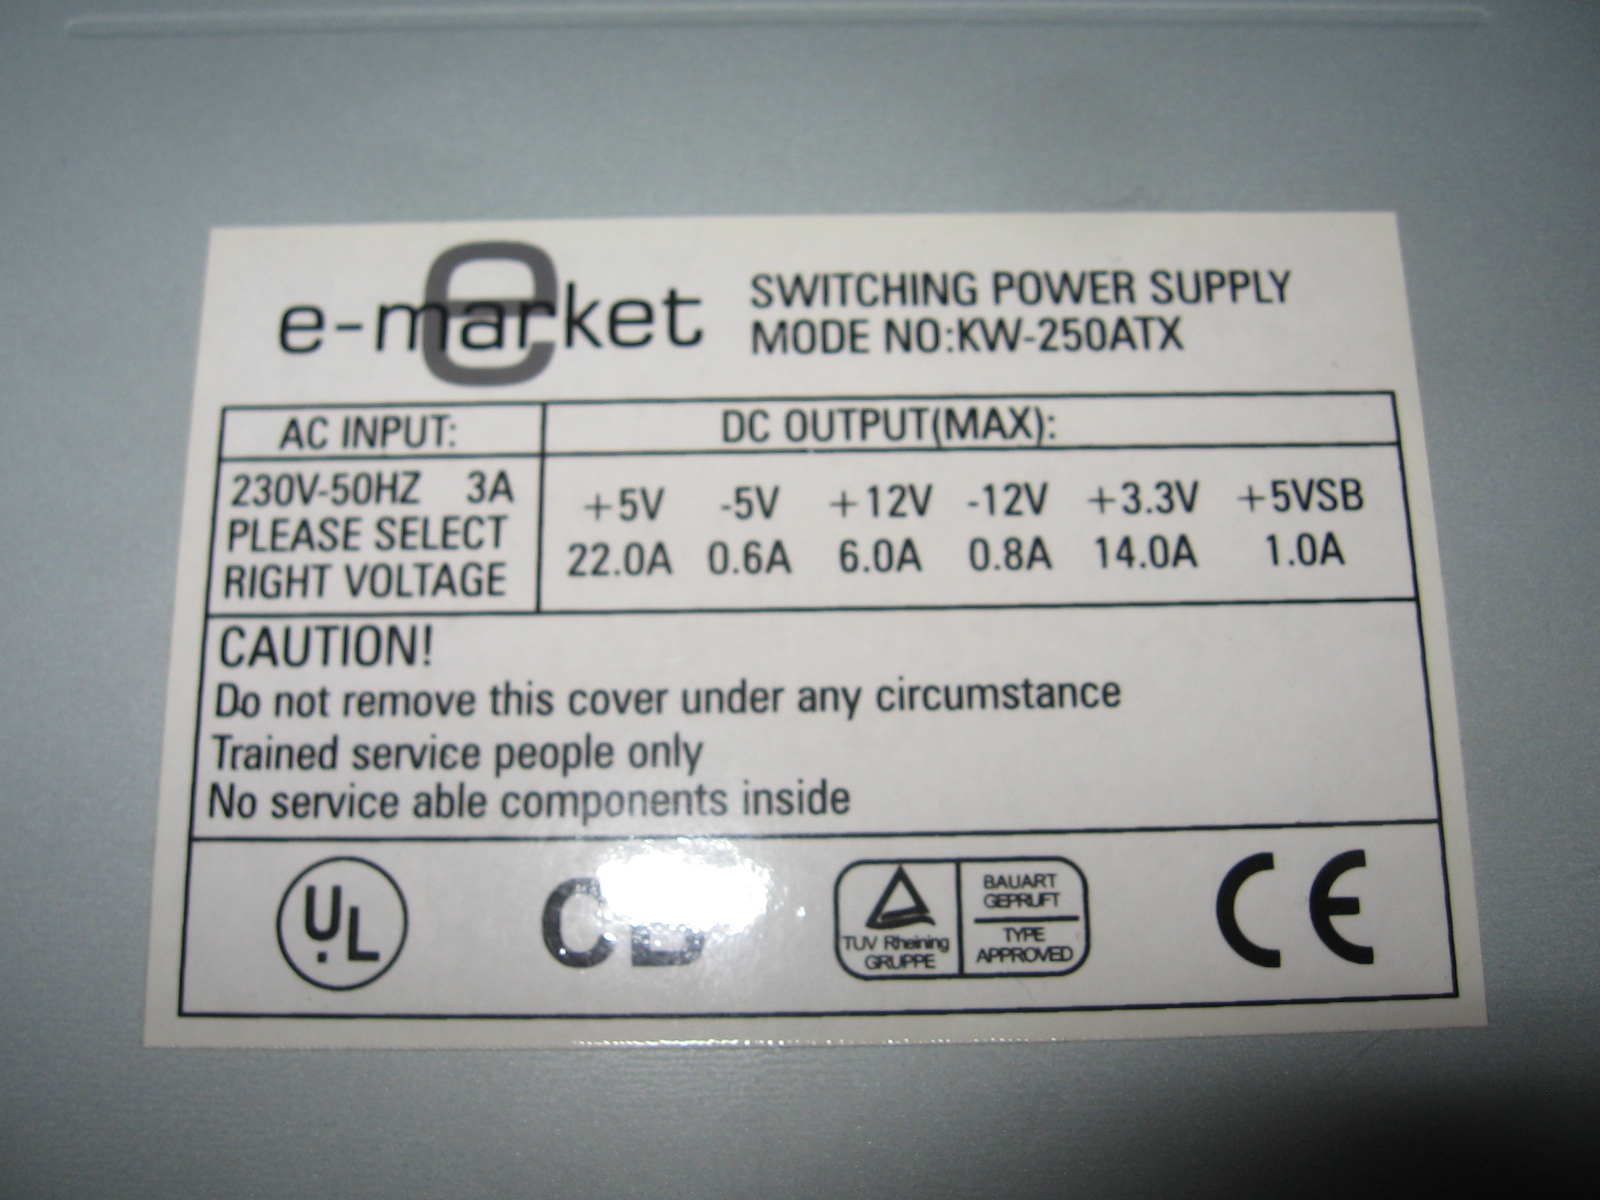 e-market
e
SWITCHING POWER SUPPLY
MODE NO:KW-250ATX
AC INPUT:
230V-50HZ 3A
PLEASE SELECT
RIGHT VOLTAGE
DC OUTPUT(MAX):
+5V -5V +12V -12V +3.3V +5VSB
22.0A 0.6A 6.0A 0.8A 14.0A 1.0A
CAUTION!
Do not remove this cover under any circumstance
Trained service people only
No service able components inside
UL
TUV Rheining
GRUPPE
BAUART
GEPRUFT
TYPE
APPROVED
CE